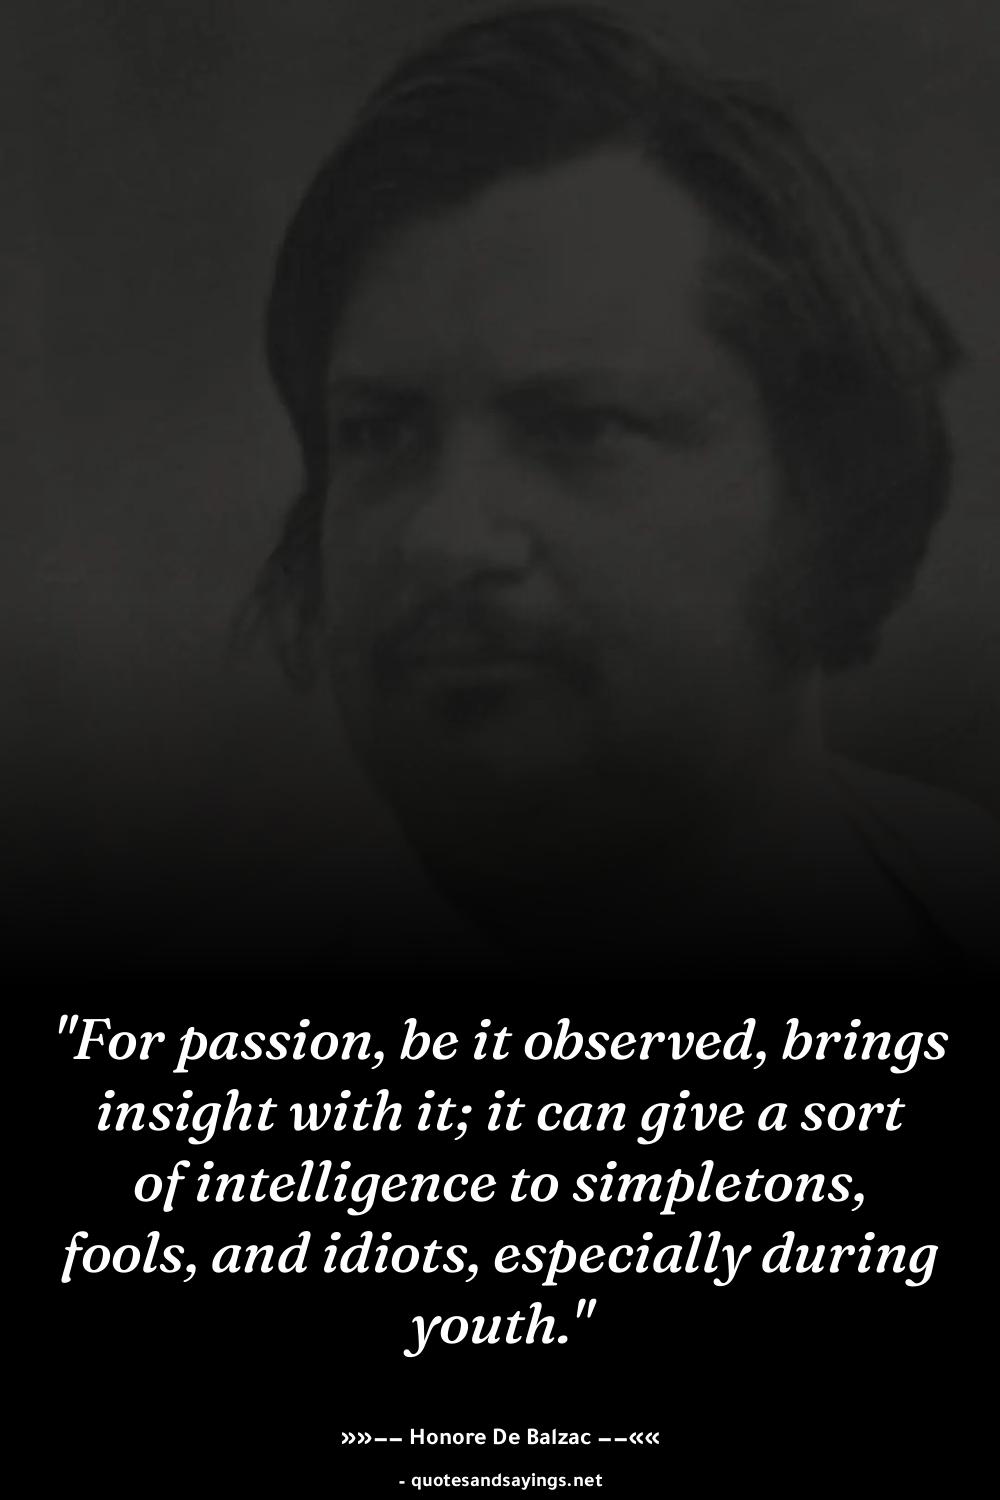 "For passion, be it observed, brings
insight with it; it can give a sort
of intelligence to simpletons,
fools, and idiots, especially during
youth."
»»−− Honore De Balzac −−««
- quotesandsayings.net